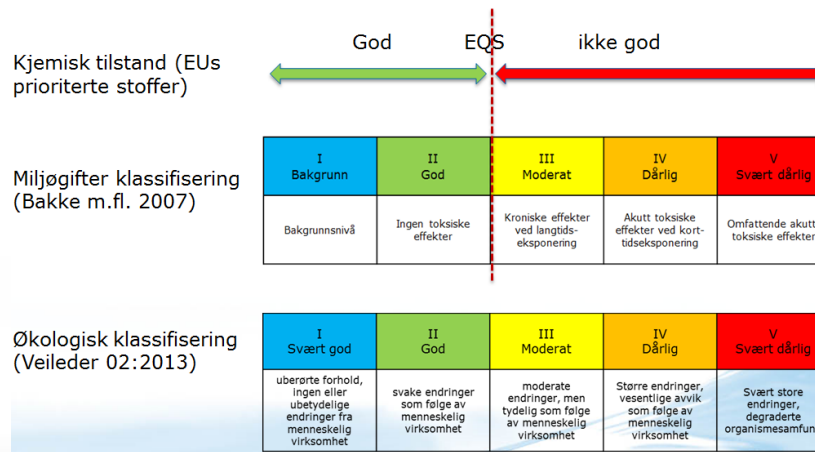 God EQS ikke god
Kjemisk tilstand (EUs
prioriterte stoffer)
Miljøgifter klassifisering
(Bakke m.fl. 2007)
I
Bakgrunn
II
God
III
Moderat
IV
Dårlig
V
Svært dårlig
Bakgrunnsnivå
Ingen toksiske
effekter
Kroniske effekter
ved langtids-
eksponering
Akutt toksiske
effekter ved kort-
tidseksponering
Omfattende akutt
toksiske effekter
Økologisk klassifisering
(Veileder 02:2013)
I
Svært god
II
God
III
Moderat
IV
Dårlig
V
Svært dårlig
uberørte forhold,
ingen eller
ubetydelige
endringer fra
menneskelig
virksomhet
svake endringer
som følge av
menneskelig
virksomhet
moderate
endringer, men
tydelig som følge
av menneskelig
virksomhet
Større endringer,
vesentlige avvik
som følge av
menneskelig
virksomhet
Svært store
endringer,
degraderte
organismesamfun